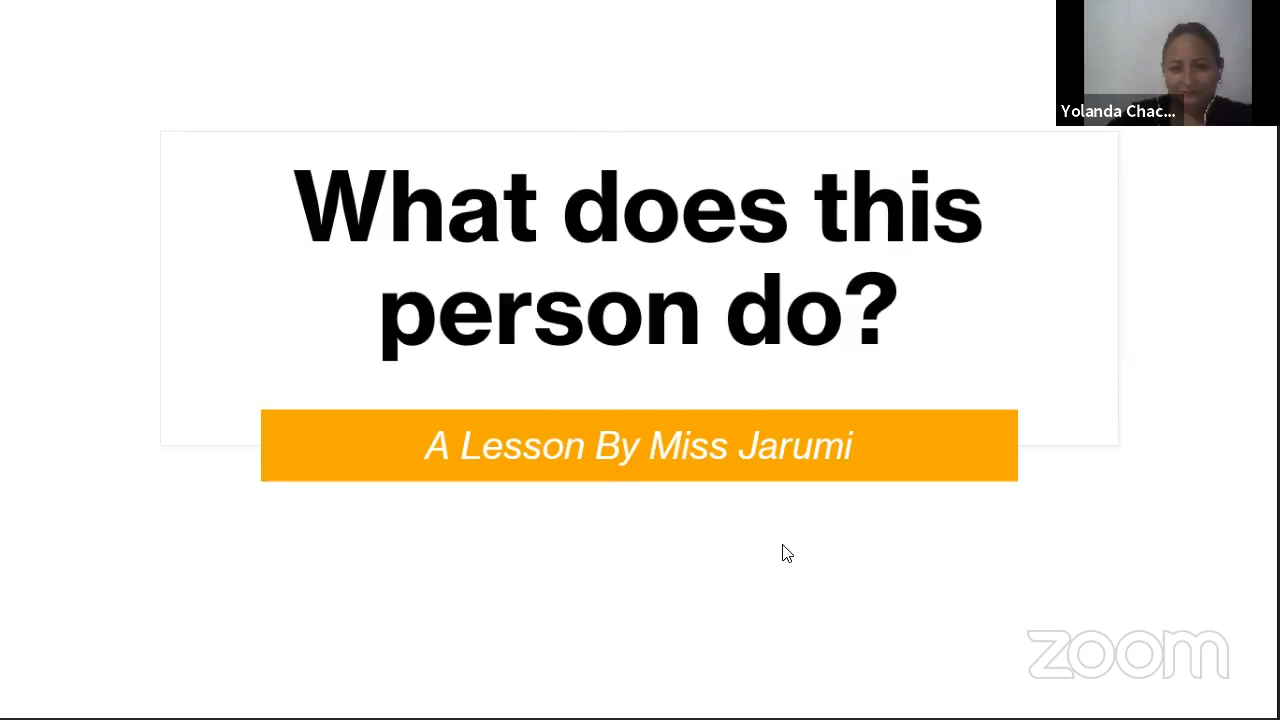 Yolanda Chac...
What does this
person do?
A Lesson By Miss Jarumi
zoom